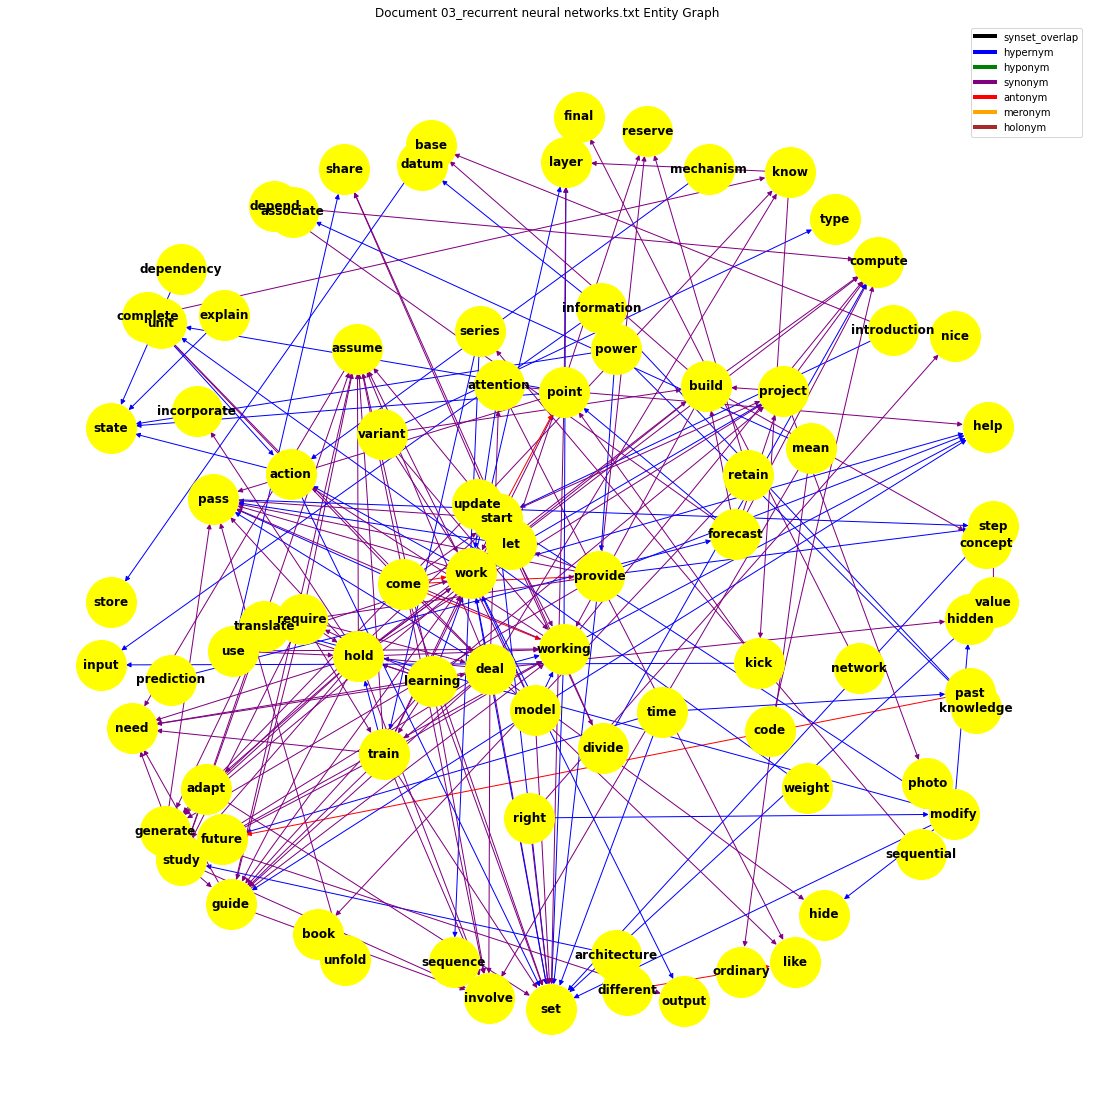 Document 03_recurrent neural networks.txt Entity Graph
synset_overlap
hypernym
hyponym
synonym
antonym
meronym
holonym
final
reserve
base
datum
layer
share
mechanism
know
depend
associate
type
dependency
compute
complete
unit
explain
series
information
introduction
nice
assume
power
attention
point
build
project
incorporate
state
variant
help
mean
action
retain
pass
update
start
let
forecast
step
concept
work
come
provide
store
value
hidden
translate
require
use
hold
working
input
prediction
learning
deal
kick
network
past
knowledge
need
model
time
code
train
divide
adapt
weight
photo
modify
generate
future
right
study
sequential
guide
hide
book
unfold
sequence
architecture
ordinary
like
involve
different
output
set